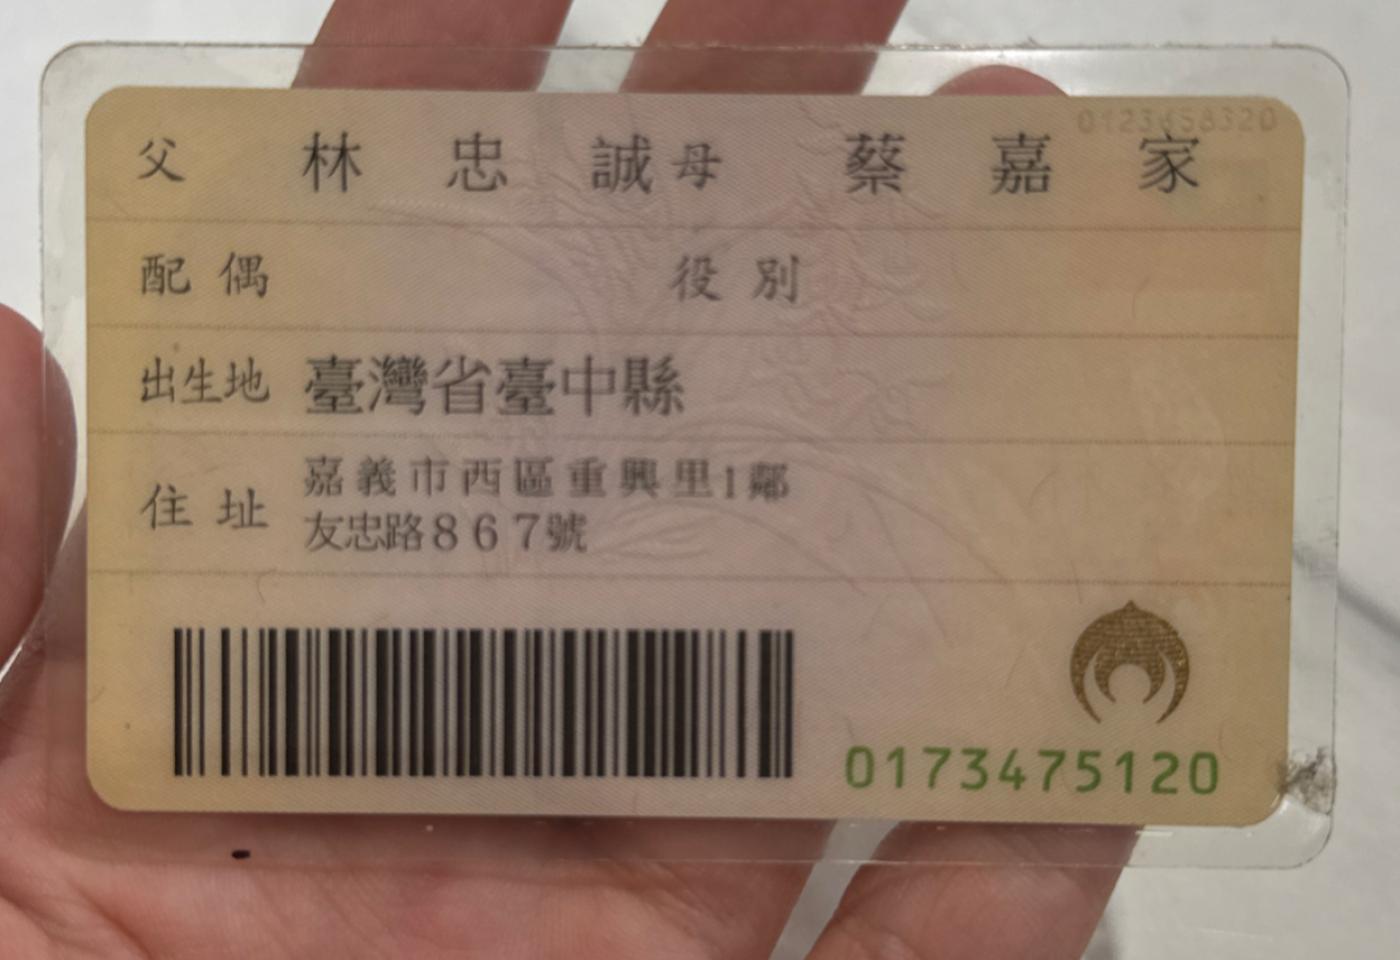 0123458320
父 林 忠 誠 母 蔡 嘉 家
配偶 役別
出生地 臺灣省臺中縣
住址 嘉義市西區重興里1鄰
友忠路867號
0173475120